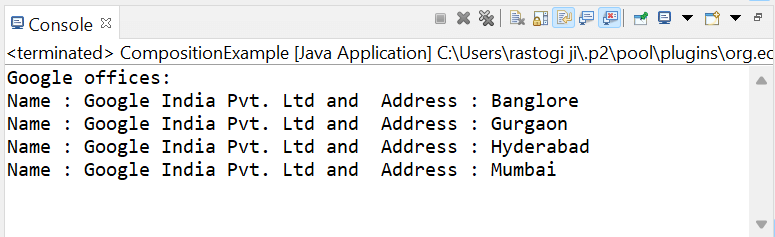 Console
<terminated> CompositionExample [Java Application] C:\Users\rastogi ji\.p2\pool\plugins\org.ec
Google offices:
Name : Google India Pvt. Ltd and  Address : Banglore
Name : Google India Pvt. Ltd and  Address : Gurgaon
Name : Google India Pvt. Ltd and  Address : Hyderabad
Name : Google India Pvt. Ltd and  Address : Mumbai